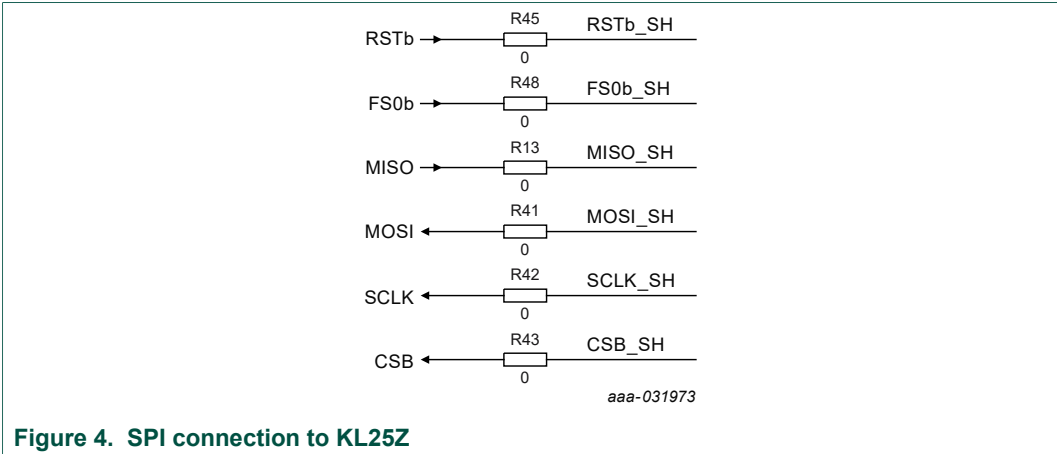 R45
RSTb RSTb_SH
0
R48
FS0b FS0b_SH
0
R13
MISO MISO_SH
0
R41
MOSI MOSI_SH
0
R42
SCLK SCLK_SH
0
R43
CSB CSB_SH
0
aaa-031973
Figure 4. SPI connection to KL25Z